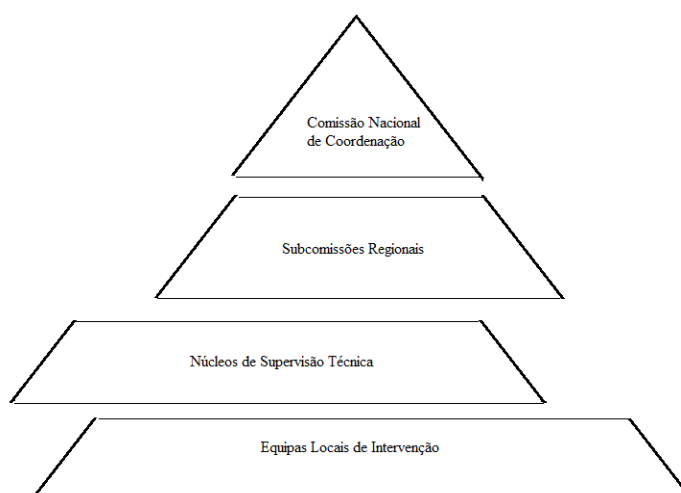 Comissão Nacional
de Coordenação
Subcomissões Regionais
Núcleos de Supervisão Técnica
Equipas Locais de Intervenção